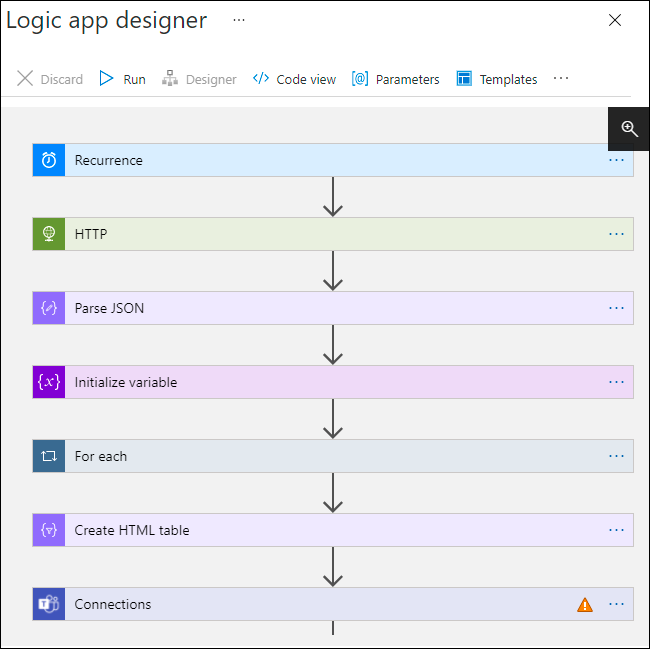 Logic app designer ...
Discard Run Designer Code view Parameters Templates ...
Recurrence ...
HTTP ...
Parse JSON ...
{x} Initialize variable ...
For each ...
Create HTML table ...
Connections ...